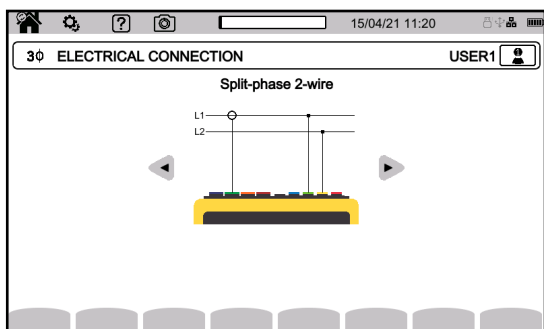 ? 15/04/21 11:20
3ϕ ELECTRICAL CONNECTION USER1
Split-phase 2-wire
L1
L2